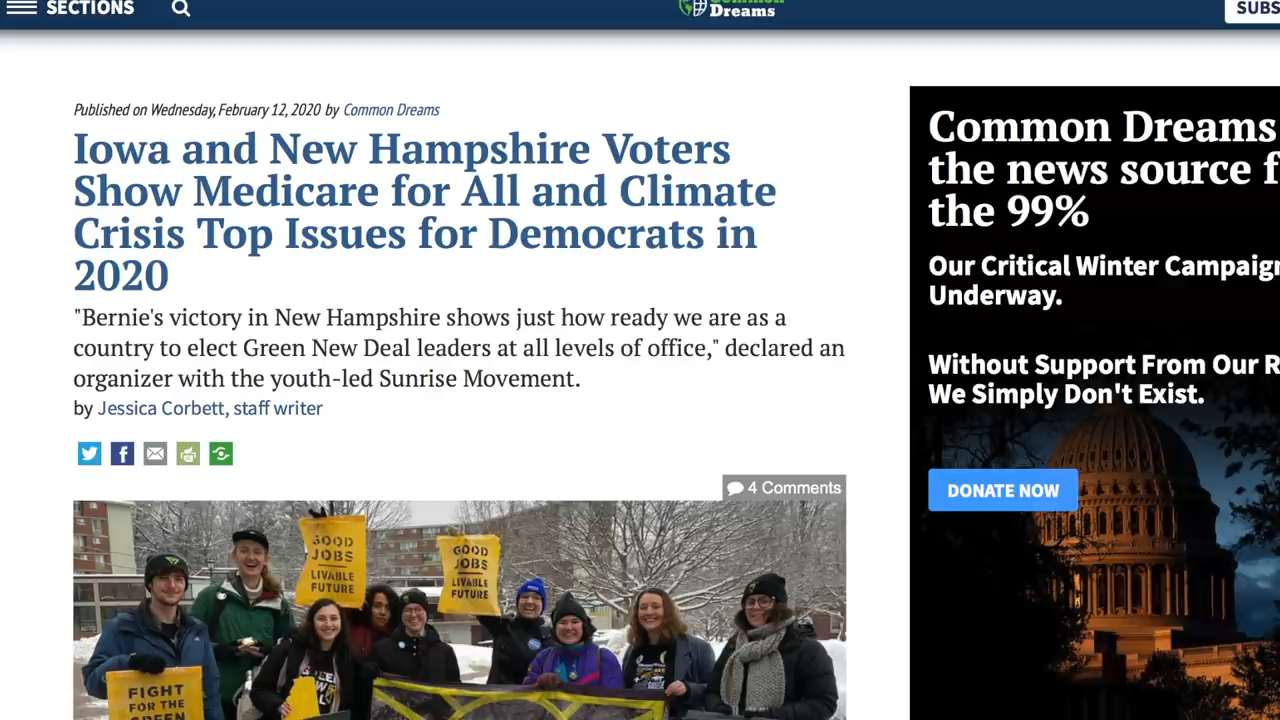 SECTIONS
Dreams
SUBS
Published on Wednesday, February 12, 2020 by Common Dreams
Iowa and New Hampshire Voters
Show Medicare for All and Climate
Crisis Top Issues for Democrats in
2020
"Bernie's victory in New Hampshire shows just how ready we are as a
country to elect Green New Deal leaders at all levels of office," declared an
organizer with the youth-led Sunrise Movement.
by Jessica Corbett, staff writer
4 Comments
GOOD
JOBS
LIVABLE
FUTURE
GOOD
JOBS
LIVABLE
FUTURE
FIGHT
FOR THE
GREEN
Common Dreams
the news source f
the 99%
Our Critical Winter Campaign
Underway.
Without Support From Our R
We Simply Don't Exist.
DONATE NOW